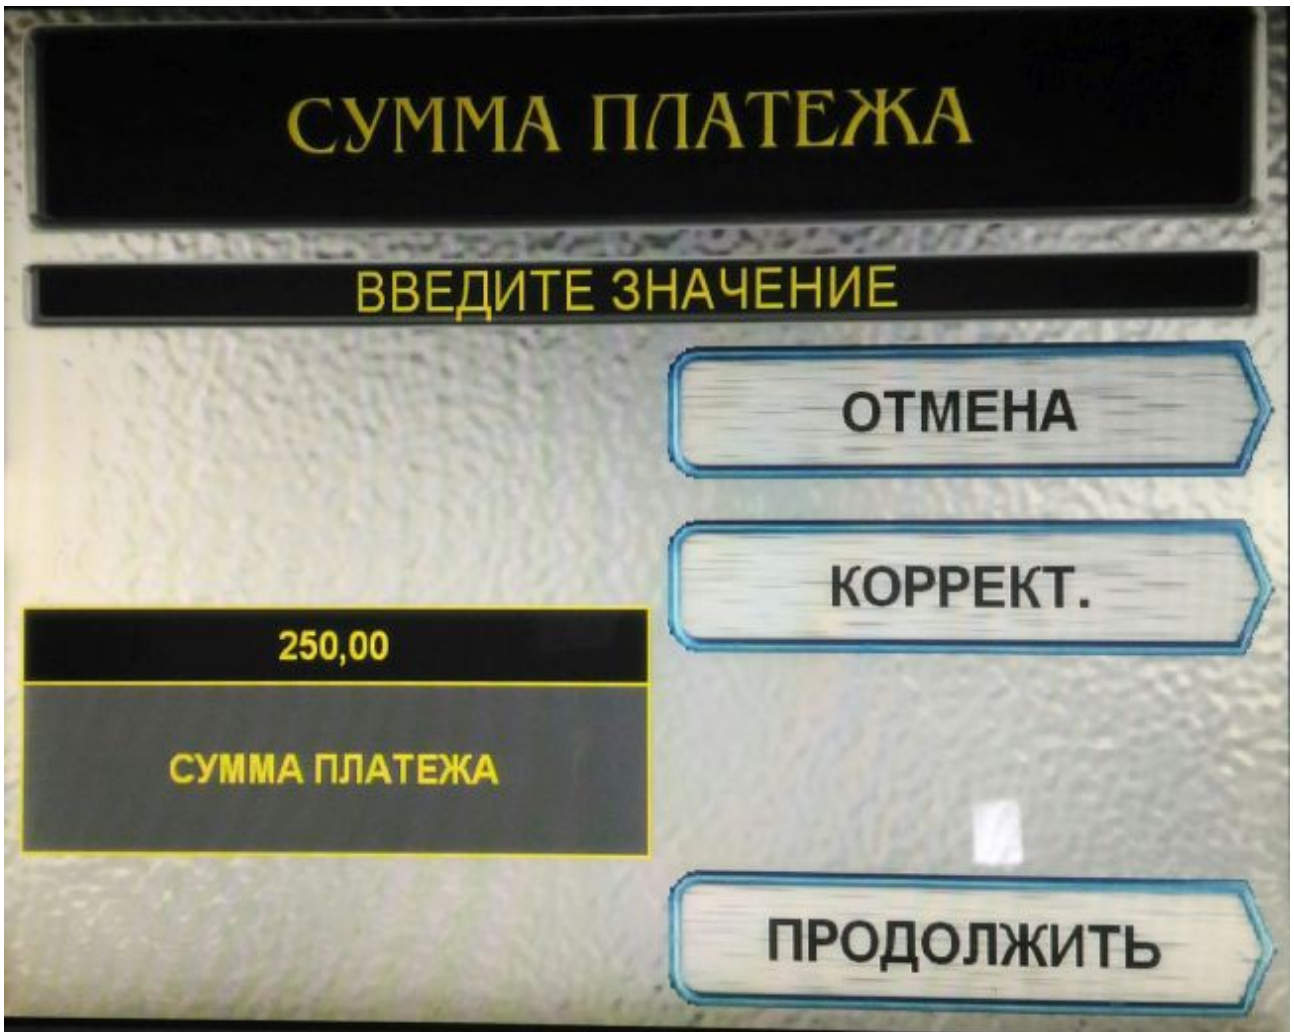 СУММА ПЛАТЕЖА
ВВЕДИТЕ ЗНАЧЕНИЕ
ОТМЕНА
КОРРЕКТ.
250,00
СУММА ПЛАТЕЖА
ПРОДОЛЖИТЬ